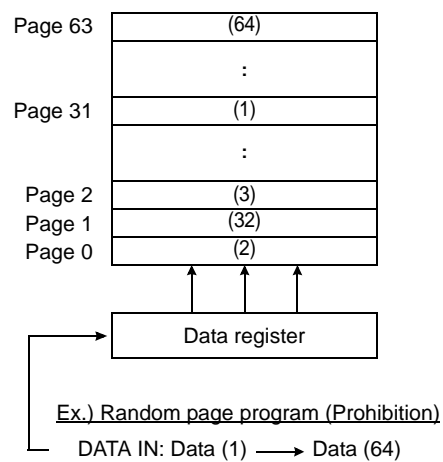 Page 63 (64)
:
Page 31 (1)
:
Page 2 (3)
Page 1 (32)
Page 0 (2)
Data register
Ex.) Random page program (Prohibition)
DATA IN: Data (1) → Data (64)